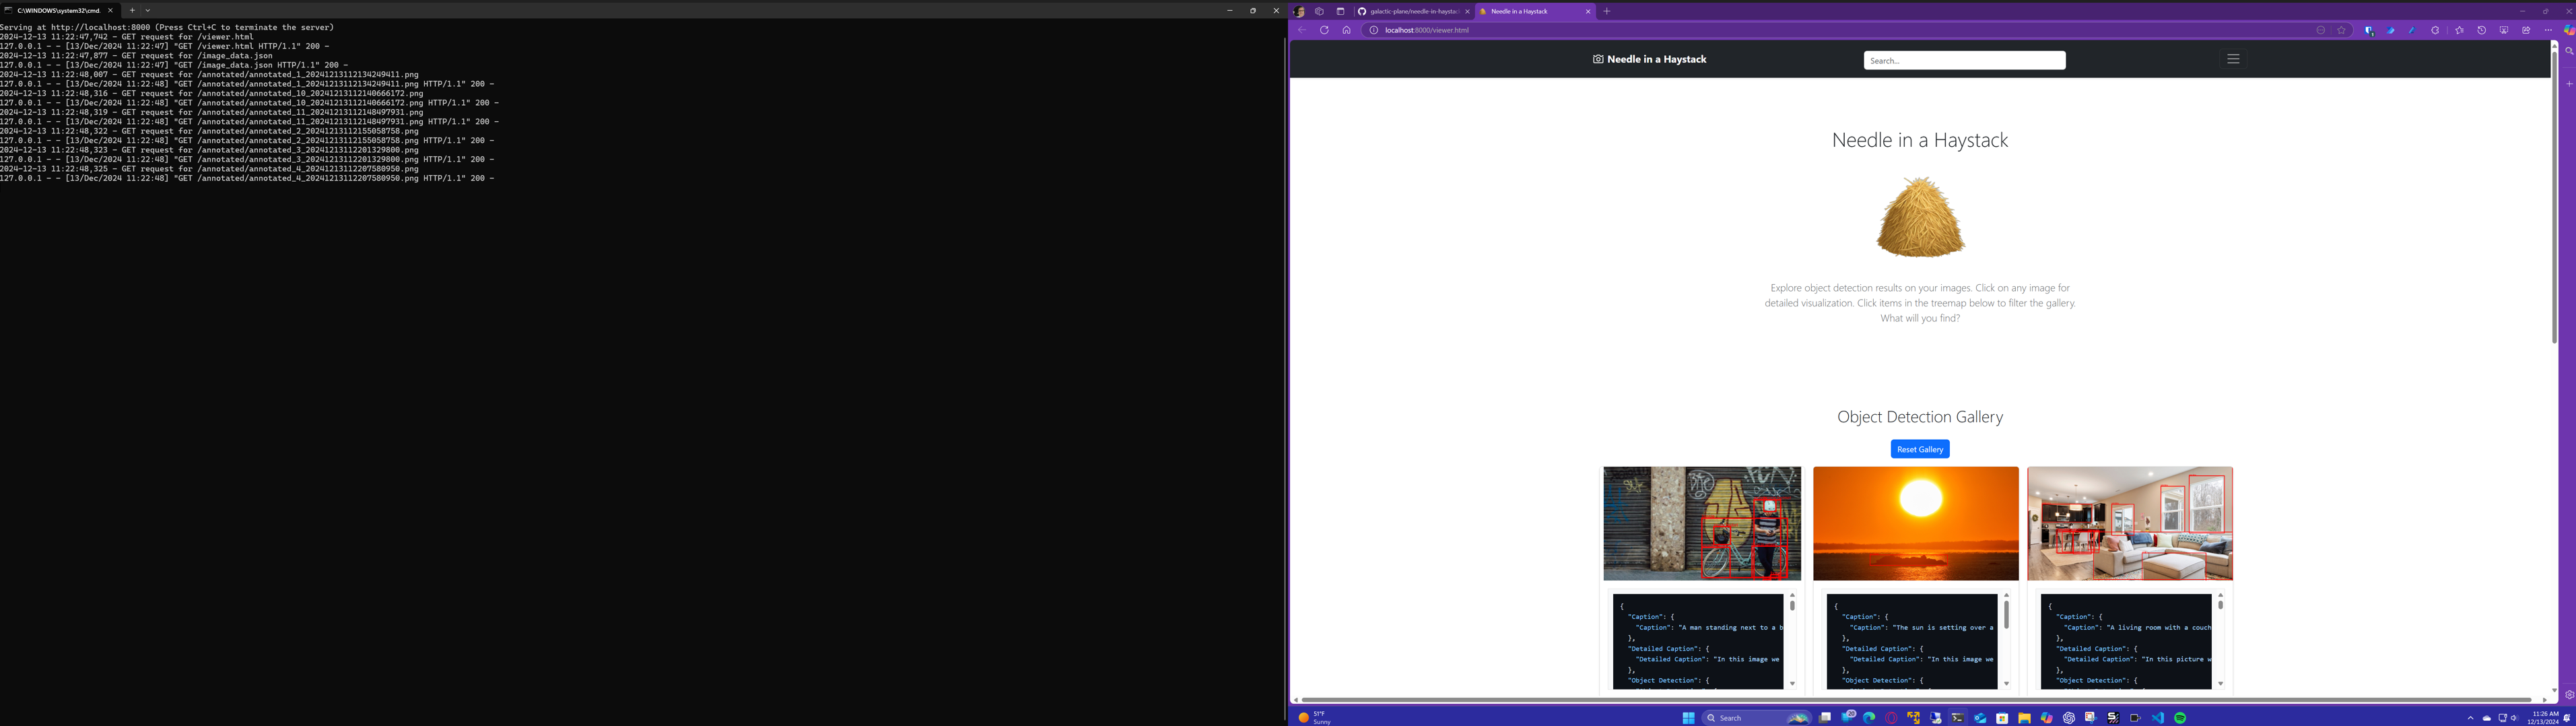 C:\WINDOWS\system32\cmd.
Serving at http://localhost:8000 (Press Ctrl+C to terminate the server)
2024-12-13 11:22:47,742 - GET request for /viewer.html
127.0.0.1 - - [13/Dec/2024 11:22:47] "GET /viewer.html HTTP/1.1" 200 -
2024-12-13 11:22:47,877 - GET request for /image_data.json
127.0.0.1 - - [13/Dec/2024 11:22:47] "GET /image_data.json HTTP/1.1" 200 -
2024-12-13 11:22:48,007 - GET request for /annotated/annotated_1_20241213112134249411.png
127.0.0.1 - - [13/Dec/2024 11:22:48] "GET /annotated/annotated_1_20241213112134249411.png HTTP/1.1" 200 -
2024-12-13 11:22:48,316 - GET request for /annotated/annotated_10_20241213112140666172.png
127.0.0.1 - - [13/Dec/2024 11:22:48] "GET /annotated/annotated_10_20241213112140666172.png HTTP/1.1" 200 -
2024-12-13 11:22:48,319 - GET request for /annotated/annotated_11_20241213112148497931.png
127.0.0.1 - - [13/Dec/2024 11:22:48] "GET /annotated/annotated_11_20241213112148497931.png HTTP/1.1" 200 -
2024-12-13 11:22:48,322 - GET request for /annotated/annotated_2_20241213112155058758.png
127.0.0.1 - - [13/Dec/2024 11:22:48] "GET /annotated/annotated_2_20241213112155058758.png HTTP/1.1" 200 -
2024-12-13 11:22:48,323 - GET request for /annotated/annotated_3_20241213112201329800.png
127.0.0.1 - - [13/Dec/2024 11:22:48] "GET /annotated/annotated_3_20241213112201329800.png HTTP/1.1" 200 -
2024-12-13 11:22:48,325 - GET request for /annotated/annotated_4_20241213112207580950.png
127.0.0.1 - - [13/Dec/2024 11:22:48] "GET /annotated/annotated_4_20241213112207580950.png HTTP/1.1" 200 -
galactic-plane/needle-in-haystac
Needle in a Haystack
localhost:8000/viewer.html
Needle in a Haystack
Search...
Needle in a Haystack
Explore object detection results on your images. Click on any image for
detailed visualization. Click items in the treemap below to filter the gallery.
What will you find?
Object Detection Gallery
Reset Gallery
{
"Caption": {
"Caption": "A man standing next to a b
},
"Detailed Caption": {
"Detailed Caption": "In this image we
},
"Object Detection": {
{
"Caption": {
"Caption": "The sun is setting over a
},
"Detailed Caption": {
"Detailed Caption": "In this image we
},
"Object Detection": {
{
"Caption": {
"Caption": "A living room with a couch
},
"Detailed Caption": {
"Detailed Caption": "In this picture w
},
"Object Detection": {
51°F
Sunny
Search
20
11:26 AM
12/13/2024